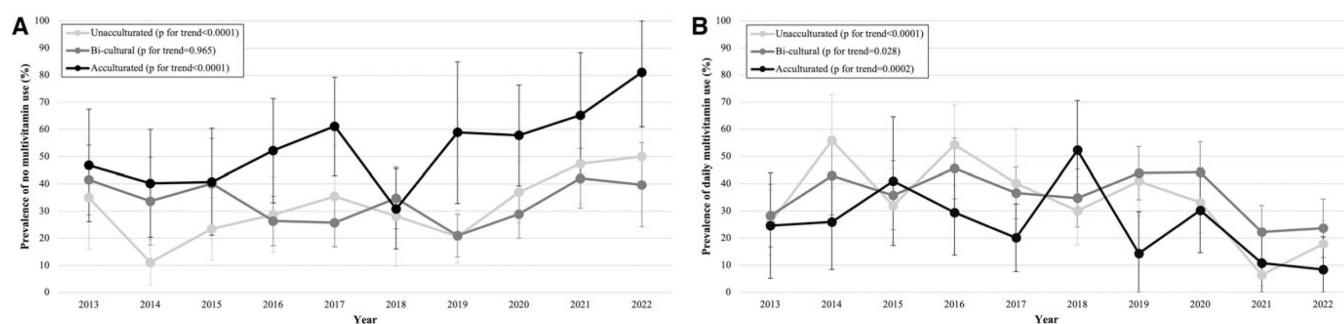 A
Prevalence of no multivitamin use (%)
Unacculturated (p for trend<0.0001)
Bi-cultural (p for trend=0.965)
Acculturated (p for trend<0.0001)
100
90
80
70
60
50
40
30
20
10
0
2013 2014 2015 2016 2017 2018 2019 2020 2021 2022
Year
B
Prevalence of daily multivitamin use (%)
Unacculturated (p for trend<0.0001)
Bi-cultural (p for trend=0.028)
Acculturated (p for trend=0.0002)
100
90
80
70
60
50
40
30
20
10
0
2013 2014 2015 2016 2017 2018 2019 2020 2021 2022
Year